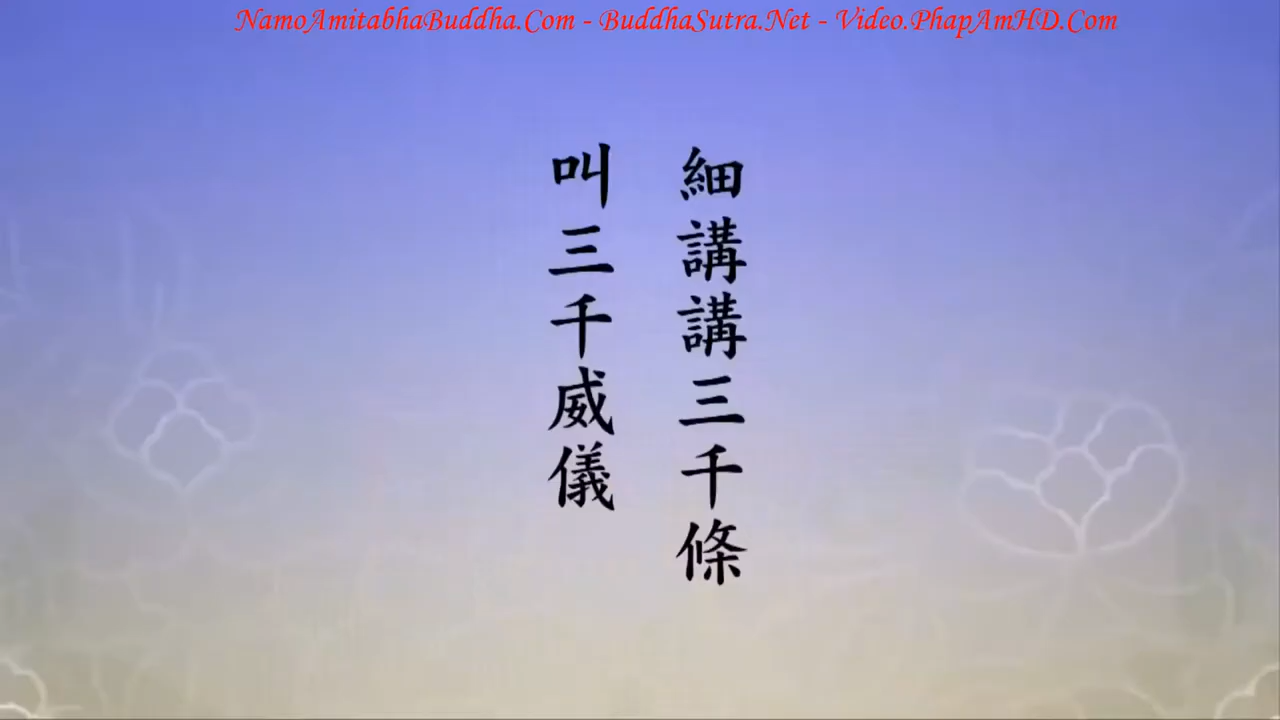 NamoAmitabhaBuddha.Com - BuddhaSutra.Net - Video.PhapAmHD.Com
細講講三千條
叫三千威儀